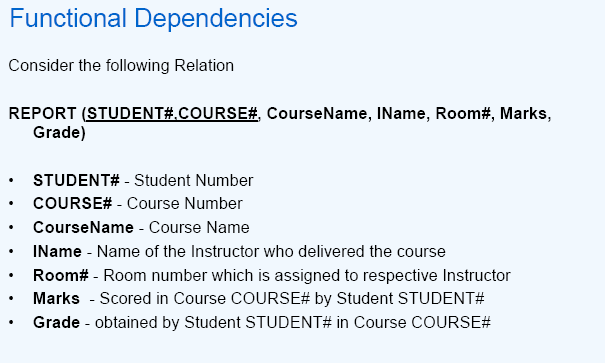 Functional Dependencies
Consider the following Relation
REPORT (STUDENT#,COURSE#, CourseName, IName, Room#, Marks,
Grade)
• STUDENT# - Student Number
• COURSE# - Course Number
• CourseName - Course Name
• IName - Name of the Instructor who delivered the course
• Room# - Room number which is assigned to respective Instructor
• Marks - Scored in Course COURSE# by Student STUDENT#
• Grade - obtained by Student STUDENT# in Course COURSE#